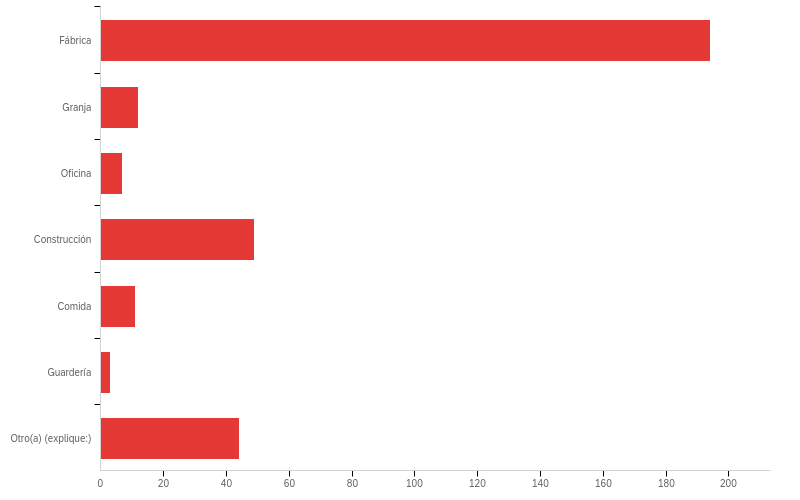 Fábrica
Granja
Oficina
Construcción
Comida
Guardería
Otro(a) (explique:)
0 20 40 60 80 100 120 140 160 180 200